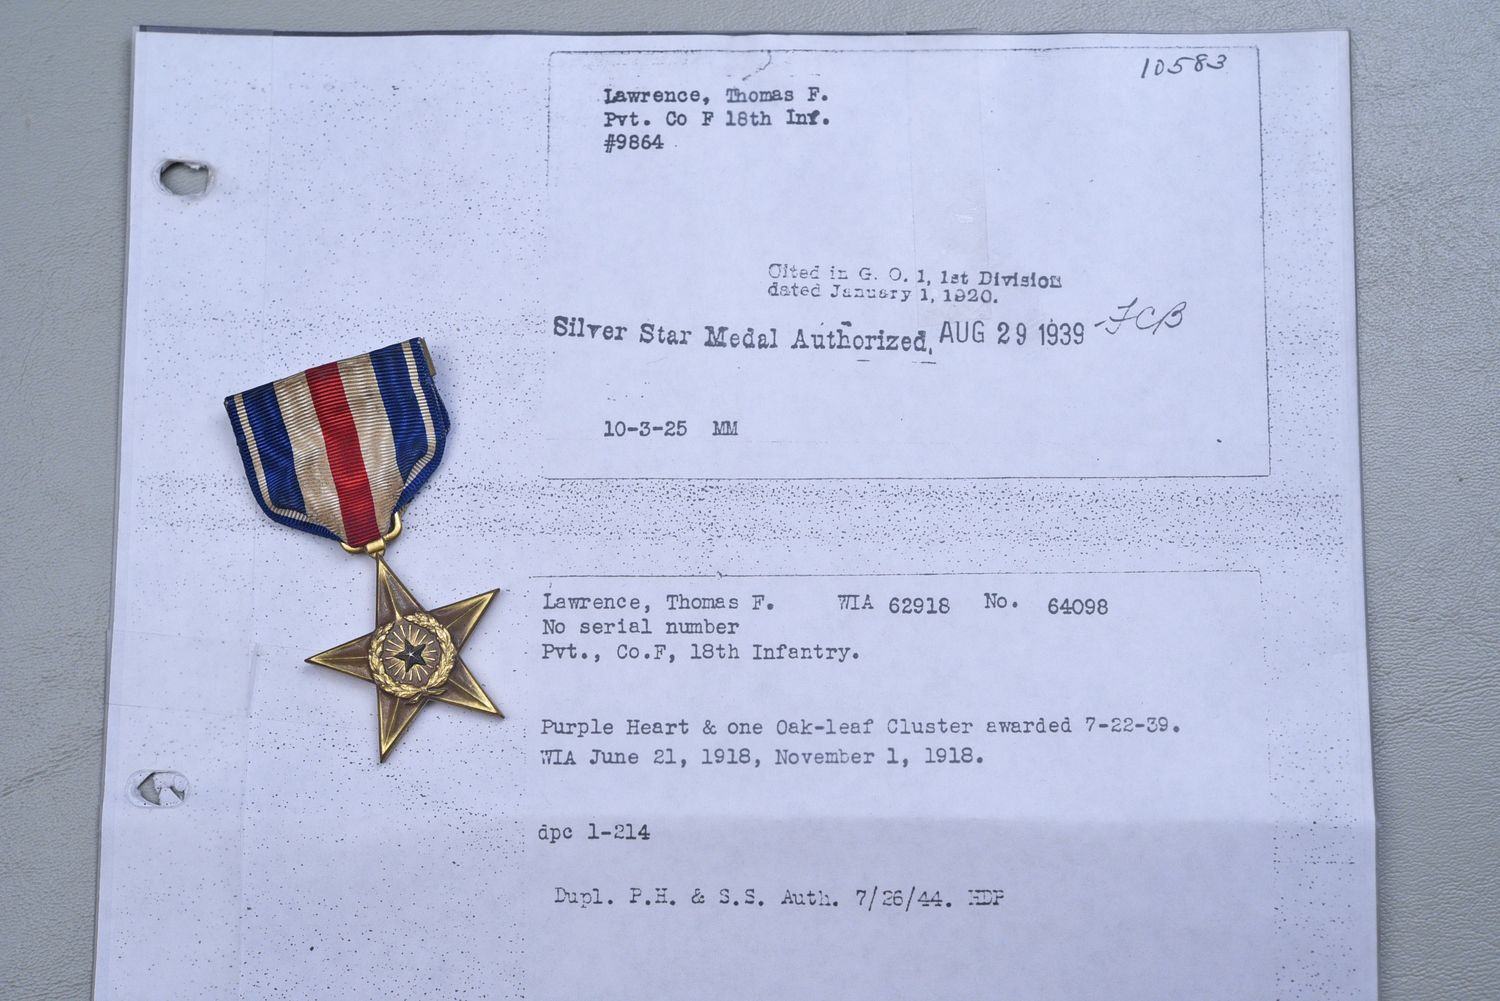 10583
Lawrence, Thomas F.
Pvt. Co F 18th Inf.
#9864
Cited in G. O. 1, 1st Division
dated January 1, 1920.
Silver Star Medal Authorized, AUG 29 1939 -FCB
10-3-25 MM
Lawrence, Thomas F. WIA 62918 No. 64098
No serial number
Pvt., Co.F, 18th Infantry.
Purple Heart & one Oak-leaf Cluster awarded 7-22-39.
WIA June 21, 1918, November 1, 1918.
dpc 1-214
Dupl. P.H. & S.S. Auth. 7/26/44. HDP